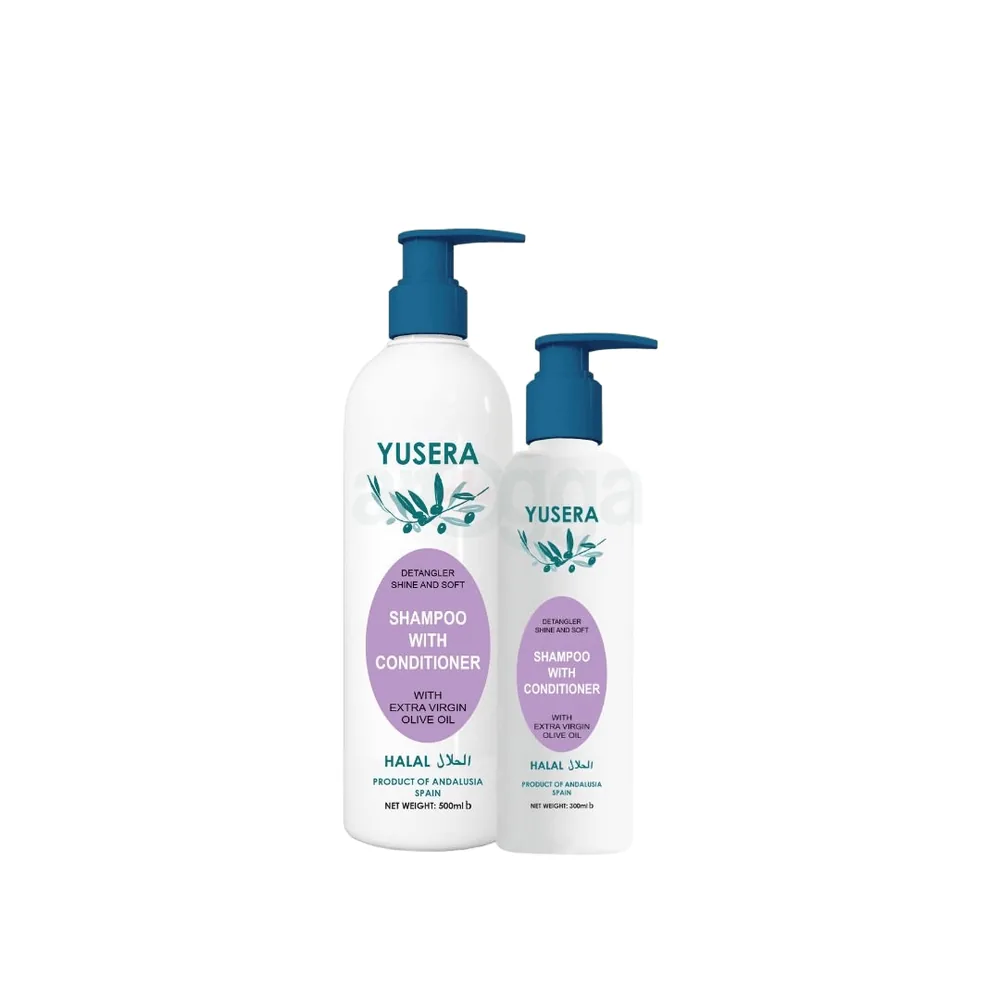 YUSERA
DETANGLER
SHINE AND SOFT
SHAMPOO
WITH
CONDITIONER
WITH
EXTRA VIRGIN
OLIVE OIL
HALAL الحلال
PRODUCT OF ANDALUSIA
SPAIN
NET WEIGHT: 500ml b
YUSERA
DETANGLER
SHINE AND SOFT
SHAMPOO
WITH
CONDITIONER
WITH
EXTRA VIRGIN
OLIVE OIL
HALAL الحلال
PRODUCT OF ANDALUSIA
SPAIN
NET WEIGHT: 300ml b